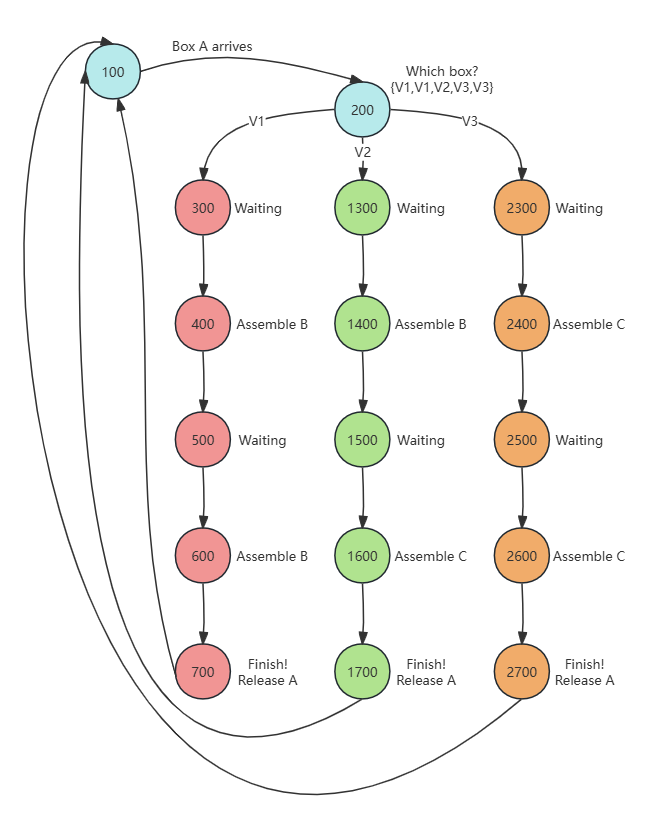 Box A arrives
100
Which box?
{V1,V1,V2,V3,V3}
200
V1
V3
V2
300 Waiting
1300 Waiting
2300 Waiting
400 Assemble B
1400 Assemble B
2400 Assemble C
500 Waiting
1500 Waiting
2500 Waiting
600 Assemble B
1600 Assemble C
2600 Assemble C
700
Finish!
Release A
1700
Finish!
Release A
2700
Finish!
Release A